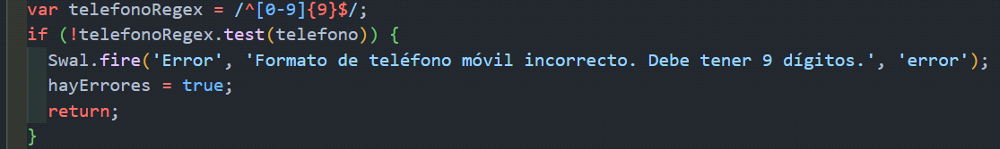 var telefonoRegex = /^[0-9]{9}$/;
if (!telefonoRegex.test(telefono)) {
Swal.fire('Error', 'Formato de teléfono móvil incorrecto. Debe tener 9 dígitos.', 'error');
hayErrores = true;
return;
}